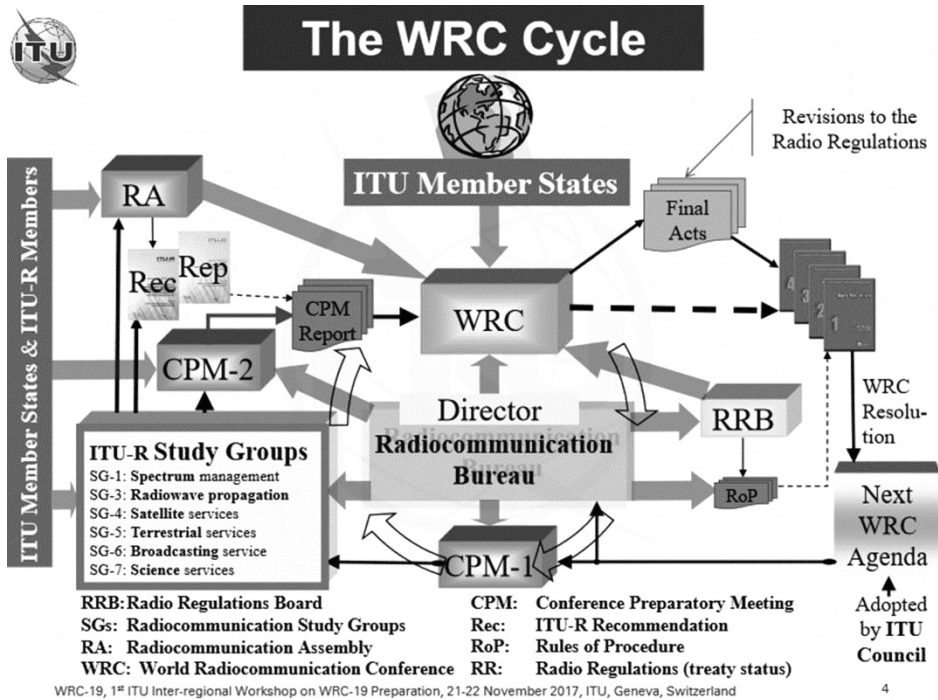 The WRC Cycle
ITU
Revisions to the
Radio Regulations
ITU Member States
ITU Member States & ITU-R Members
RA
Final
Acts
Rec
Rep
CPM
Report
WRC
4
3
2
1
CPM-2
WRC
Resolu-
tion
Director
Radiocommunication
Bureau
RRB
RoP
ITU-R Study Groups
SG-1: Spectrum management
SG-3: Radiowave propagation
SG-4: Satellite services
SG-5: Terrestrial services
SG-6: Broadcasting service
SG-7: Science services
CPM-1
Next
WRC
Agenda
Adopted
by ITU
Council
RRB: Radio Regulations Board
SGs: Radiocommunication Study Groups
RA: Radiocommunication Assembly
WRC: World Radiocommunication Conference
CPM: Conference Preparatory Meeting
Rec: ITU-R Recommendation
RoP: Rules of Procedure
RR: Radio Regulations (treaty status)
WRC-19, 1st ITU Inter-regional Workshop on WRC-19 Preparation, 21-22 November 2017, ITU, Geneva, Switzerland
4